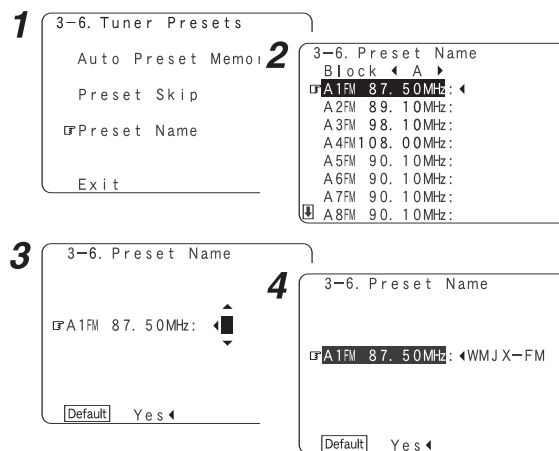 1
3-6. Tuner Presets
Auto Preset Memor
Preset Skip
☞Preset Name
Exit
2
3-6. Preset Name
Block ◀ A ▶
☞A1FM 87. 50MHz: ◀
A2FM 89. 10MHz:
A3FM 98. 10MHz:
A4FM108. 00MHz:
A5FM 90. 10MHz:
A6FM 90. 10MHz:
A7FM 90. 10MHz:
A8FM 90. 10MHz:
3
3-6. Preset Name
☞A1FM 87. 50MHz: ◀
Default Yes◀
4
3-6. Preset Name
☞A1FM 87. 50MHz: ◀WMJX-FM
Default Yes◀